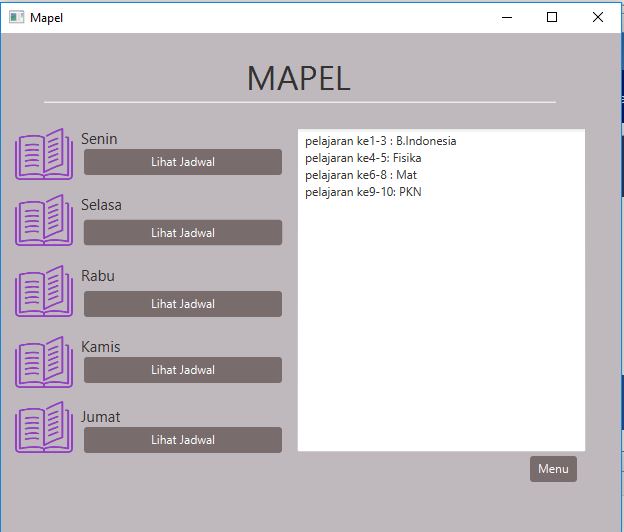 Mapel
MAPEL
Senin
Lihat Jadwal
Selasa
Lihat Jadwal
Rabu
Lihat Jadwal
Kamis
Lihat Jadwal
Jumat
Lihat Jadwal
pelajaran ke1-3 : B.Indonesia
pelajaran ke4-5: Fisika
pelajaran ke6-8 : Mat
pelajaran ke9-10: PKN
Menu